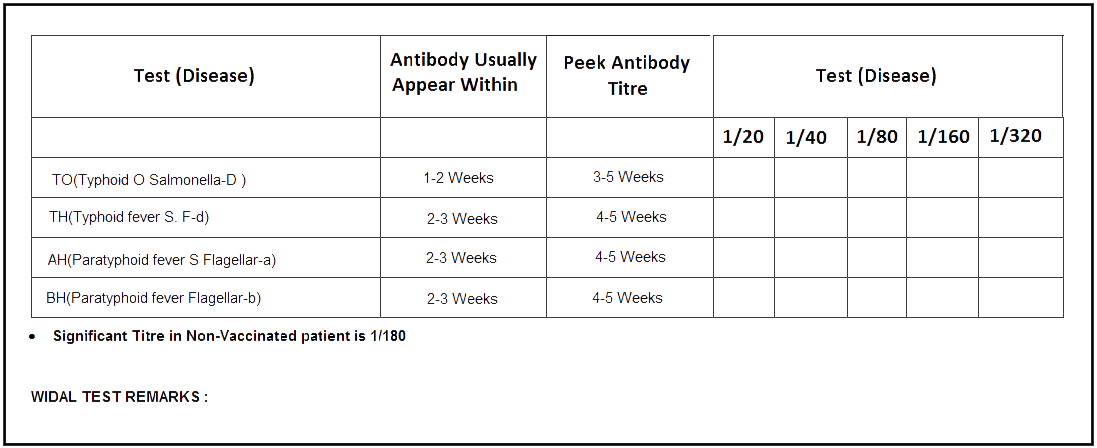 Test (Disease)
Antibody Usually
Appear Within
Peek Antibody
Titre
Test (Disease)
1/20 1/40 1/80 1/160 1/320
TO(Typhoid O Salmonella-D ) 1-2 Weeks 3-5 Weeks
TH(Typhoid fever S. F-d) 2-3 Weeks 4-5 Weeks
AH(Paratyphoid fever S Flagellar-a) 2-3 Weeks 4-5 Weeks
BH(Paratyphoid fever Flagellar-b) 2-3 Weeks 4-5 Weeks
• Significant Titre in Non-Vaccinated patient is 1/180
WIDAL TEST REMARKS :